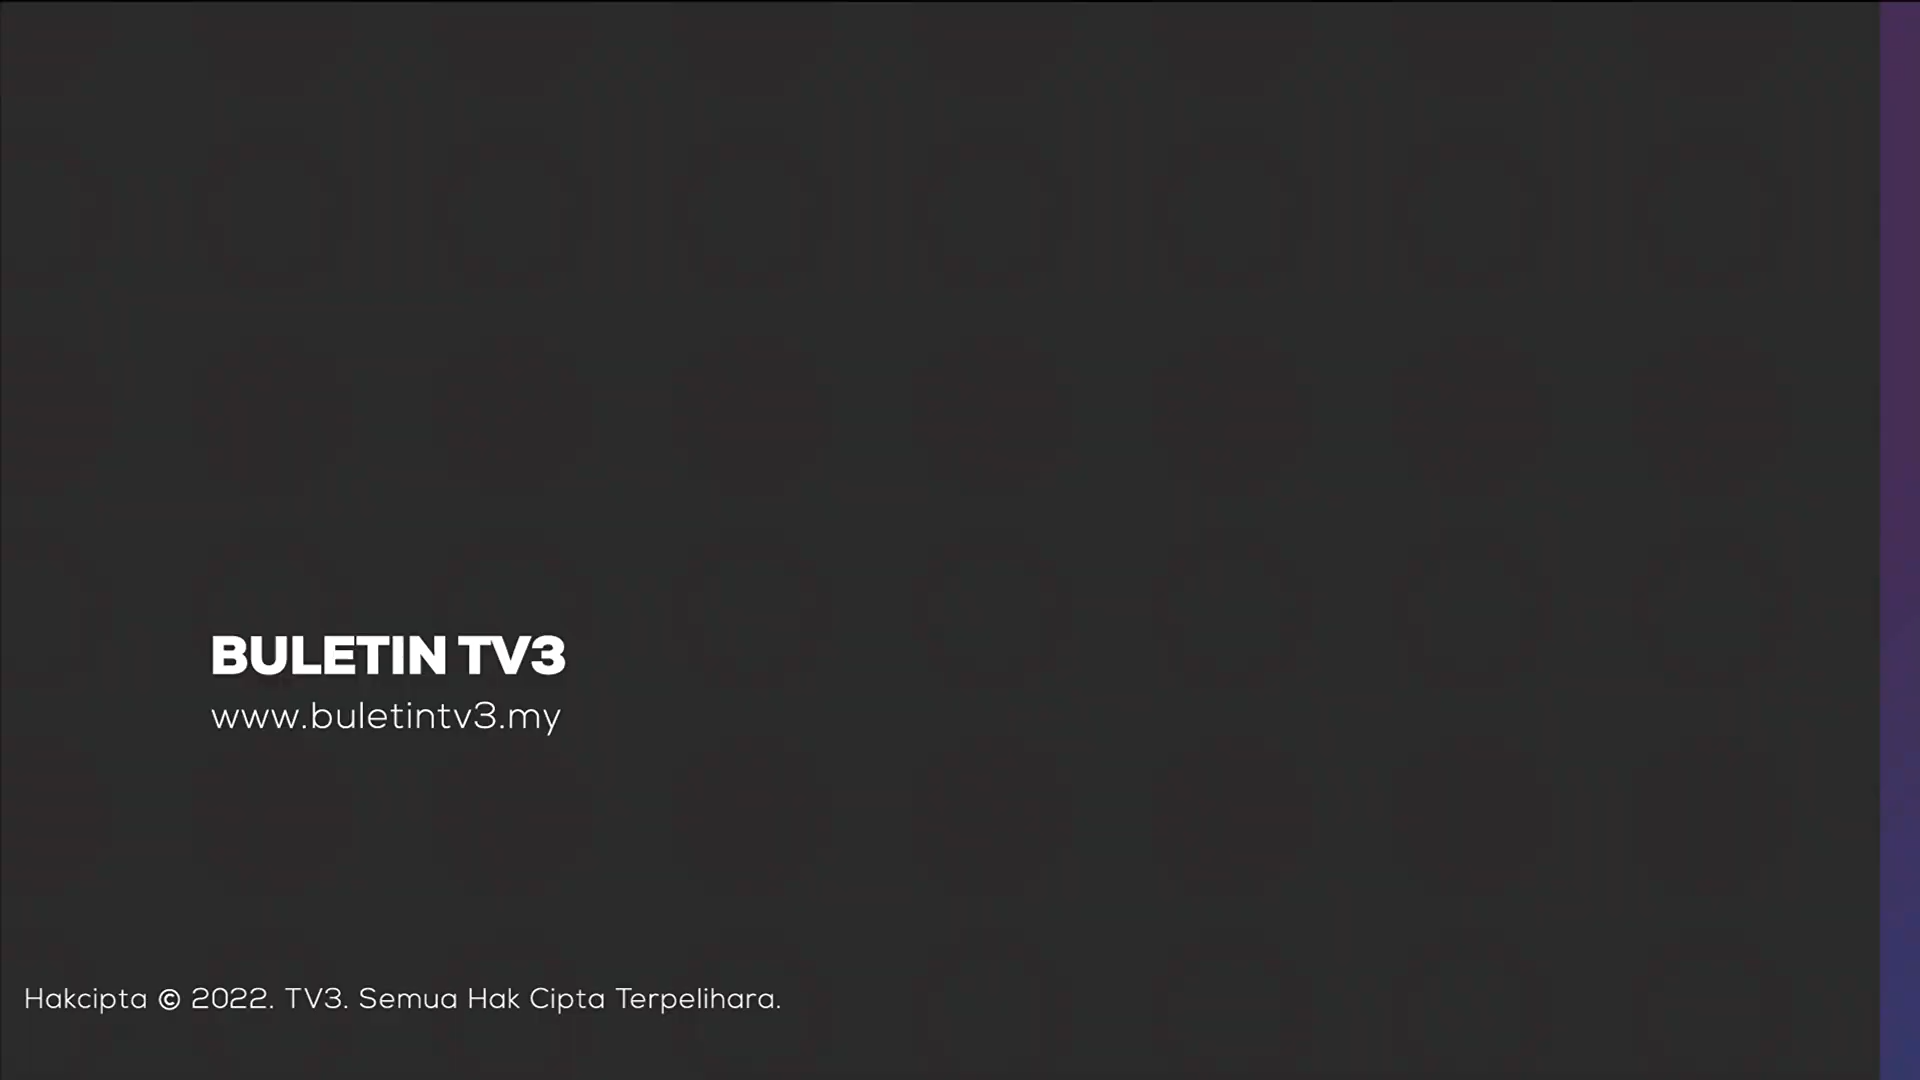 BULETIN TV3
www.buletintv3.my
Hakcipta © 2022. TV3. Semua Hak Cipta Terpelihara.